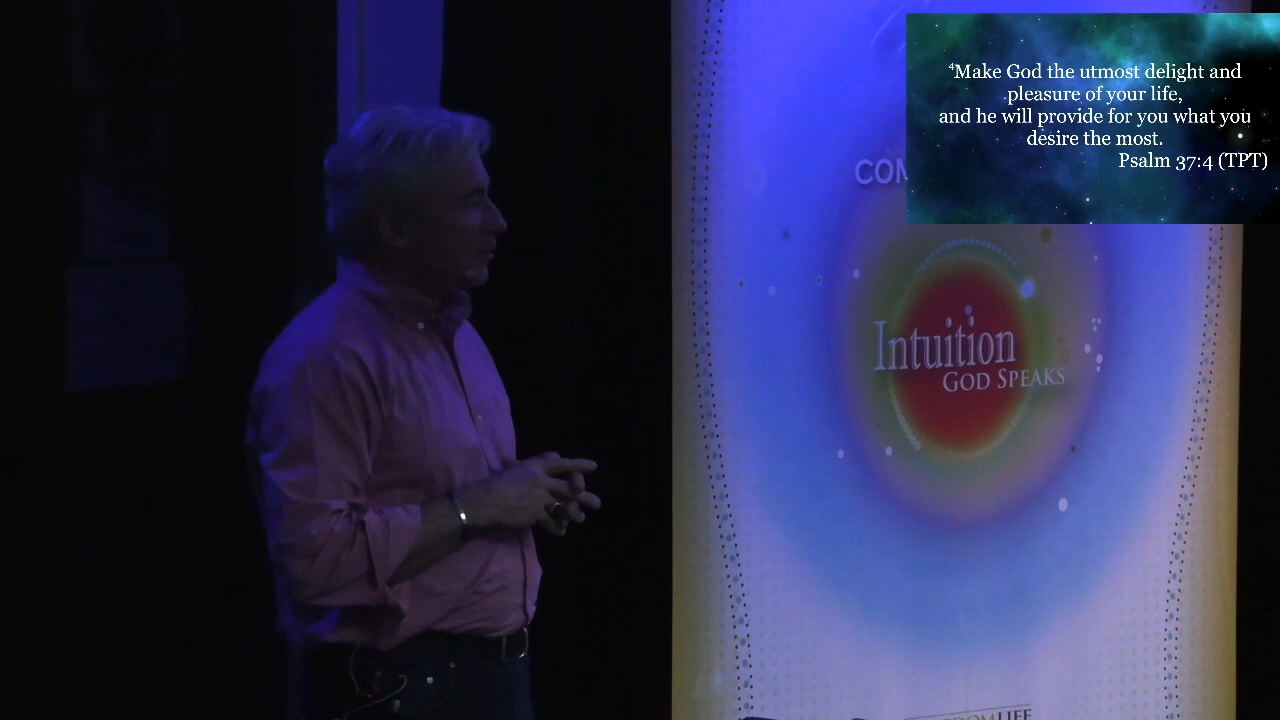 ⁴Make God the utmost delight and
pleasure of your life,
and he will provide for you what you
desire the most.
Psalm 37:4 (TPT)
Intuition
GOD SPEAKS